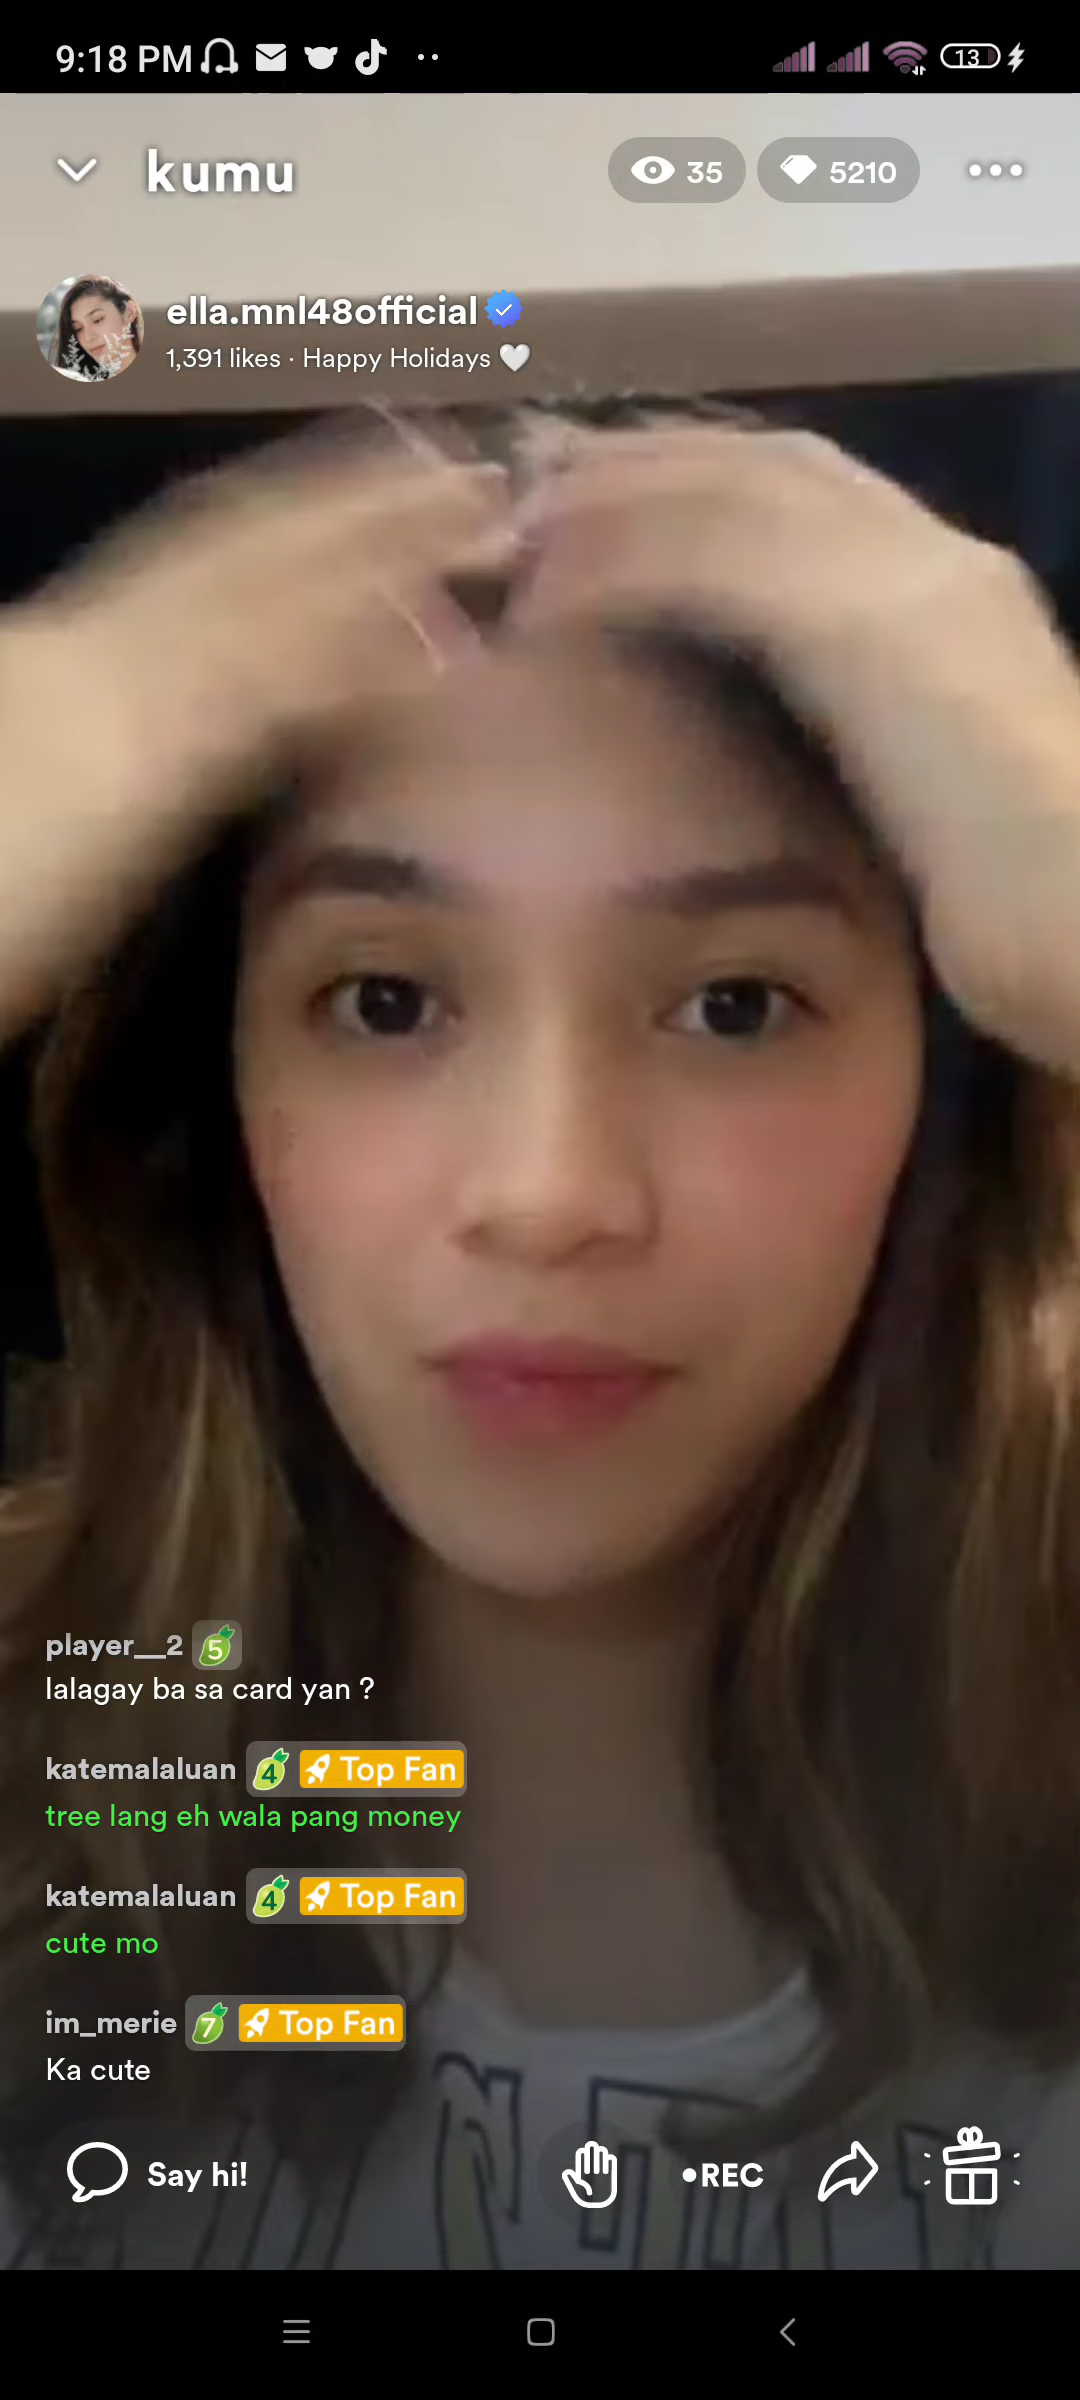 9:18 PM
13
kumu
35
5210
ella.mnl48official
1,391 likes · Happy Holidays 🤍
player__2 5
lalagay ba sa card yan ?
katemalaluan 4 Top Fan
tree lang eh wala pang money
katemalaluan 4 Top Fan
cute mo
im_merie 7 Top Fan
Ka cute
Say hi!
•REC